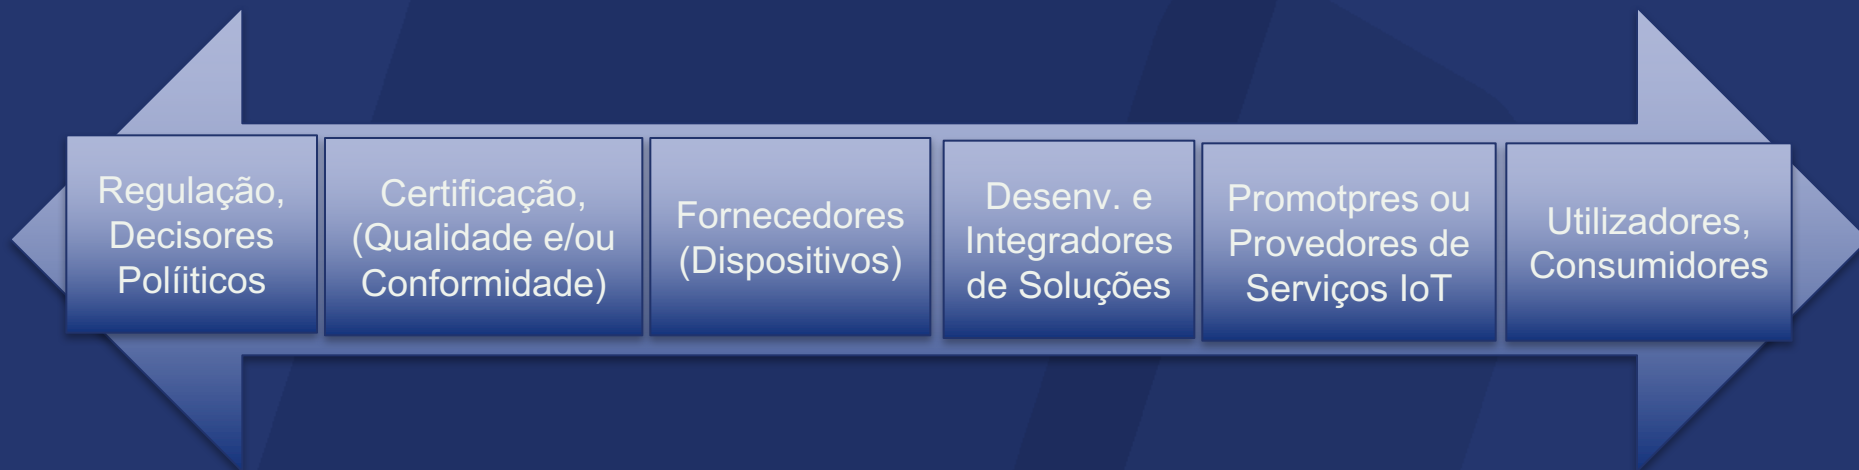 Regulação,
Decisores
Políiticos
Certificação,
(Qualidade e/ou
Conformidade)
Fornecedores
(Dispositivos)
Desenv. e
Integradores
de Soluções
Promotpres ou
Provedores de
Serviços IoT
Utilizadores,
Consumidores